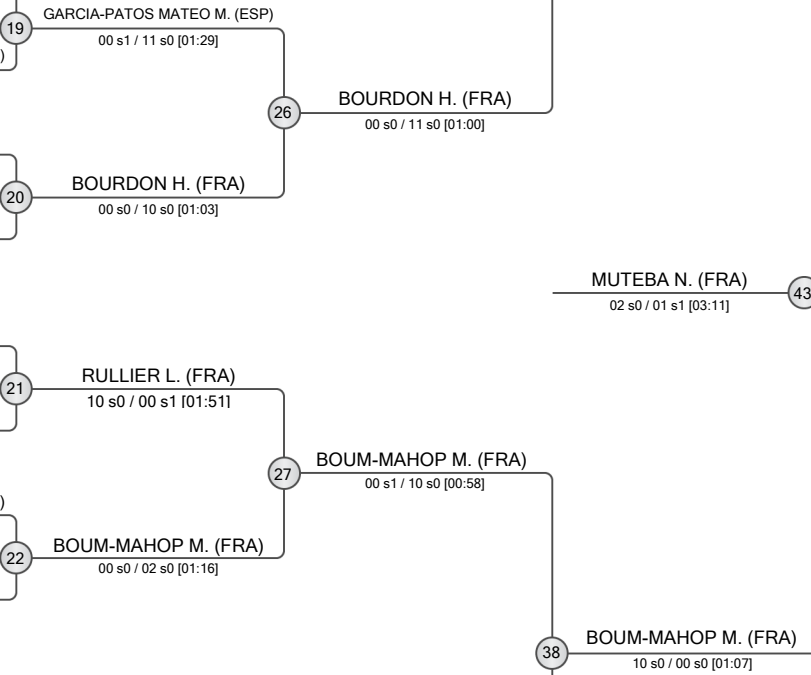 19
GARCIA-PATOS MATEO M. (ESP)
00 s1 / 11 s0 [01:29]
)
26
BOURDON H. (FRA)
00 s0 / 11 s0 [01:00]
20
BOURDON H. (FRA)
00 s0 / 10 s0 [01:03]
MUTEBA N. (FRA)
02 s0 / 01 s1 [03:11]
43
21
RULLIER L. (FRA)
10 s0 / 00 s1 [01:51]
27
BOUM-MAHOP M. (FRA)
00 s1 / 10 s0 [00:58]
)
22
BOUM-MAHOP M. (FRA)
00 s0 / 02 s0 [01:16]
38
BOUM-MAHOP M. (FRA)
10 s0 / 00 s0 [01:07]